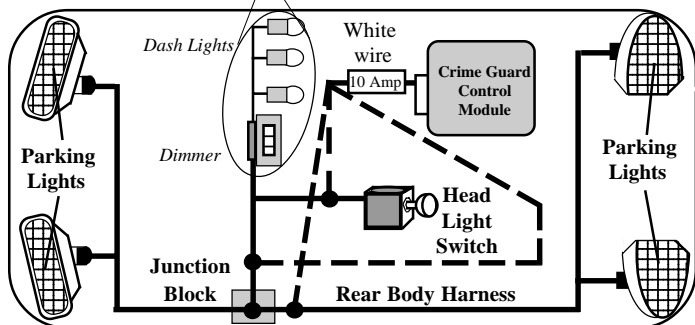 Dash Lights
White
wire
10 Amp
Crime Guard
Control
Module
Dimmer
Parking
Lights
Parking
Lights
Head
Light
Switch
Junction
Block
Rear Body Harness